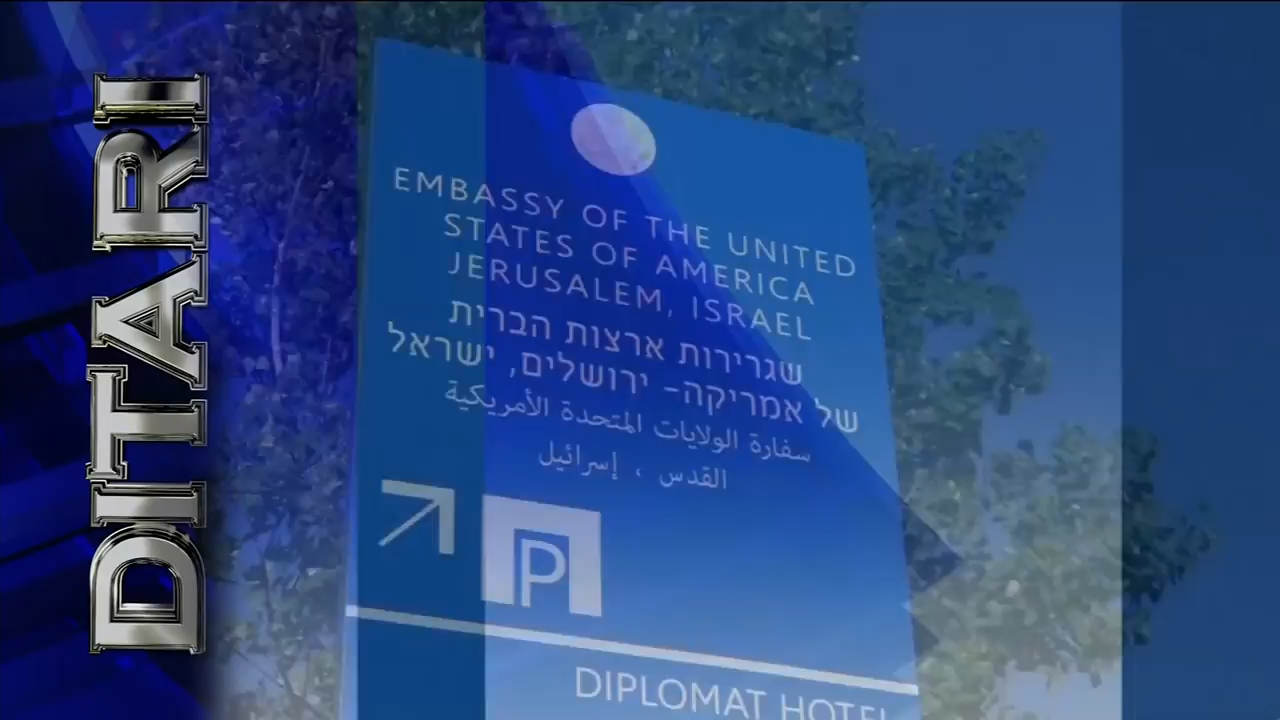 DITARI
EMBASSY OF THE UNITED
STATES OF AMERICA
JERUSALEM, ISRAEL
שגרירות ארצות הברית
של אמריקה- ירושלים, ישראל
سفارة الولايات المتحدة الأمريكية
القدس ، إسرائيل
P
DIPLOMAT HOTEL